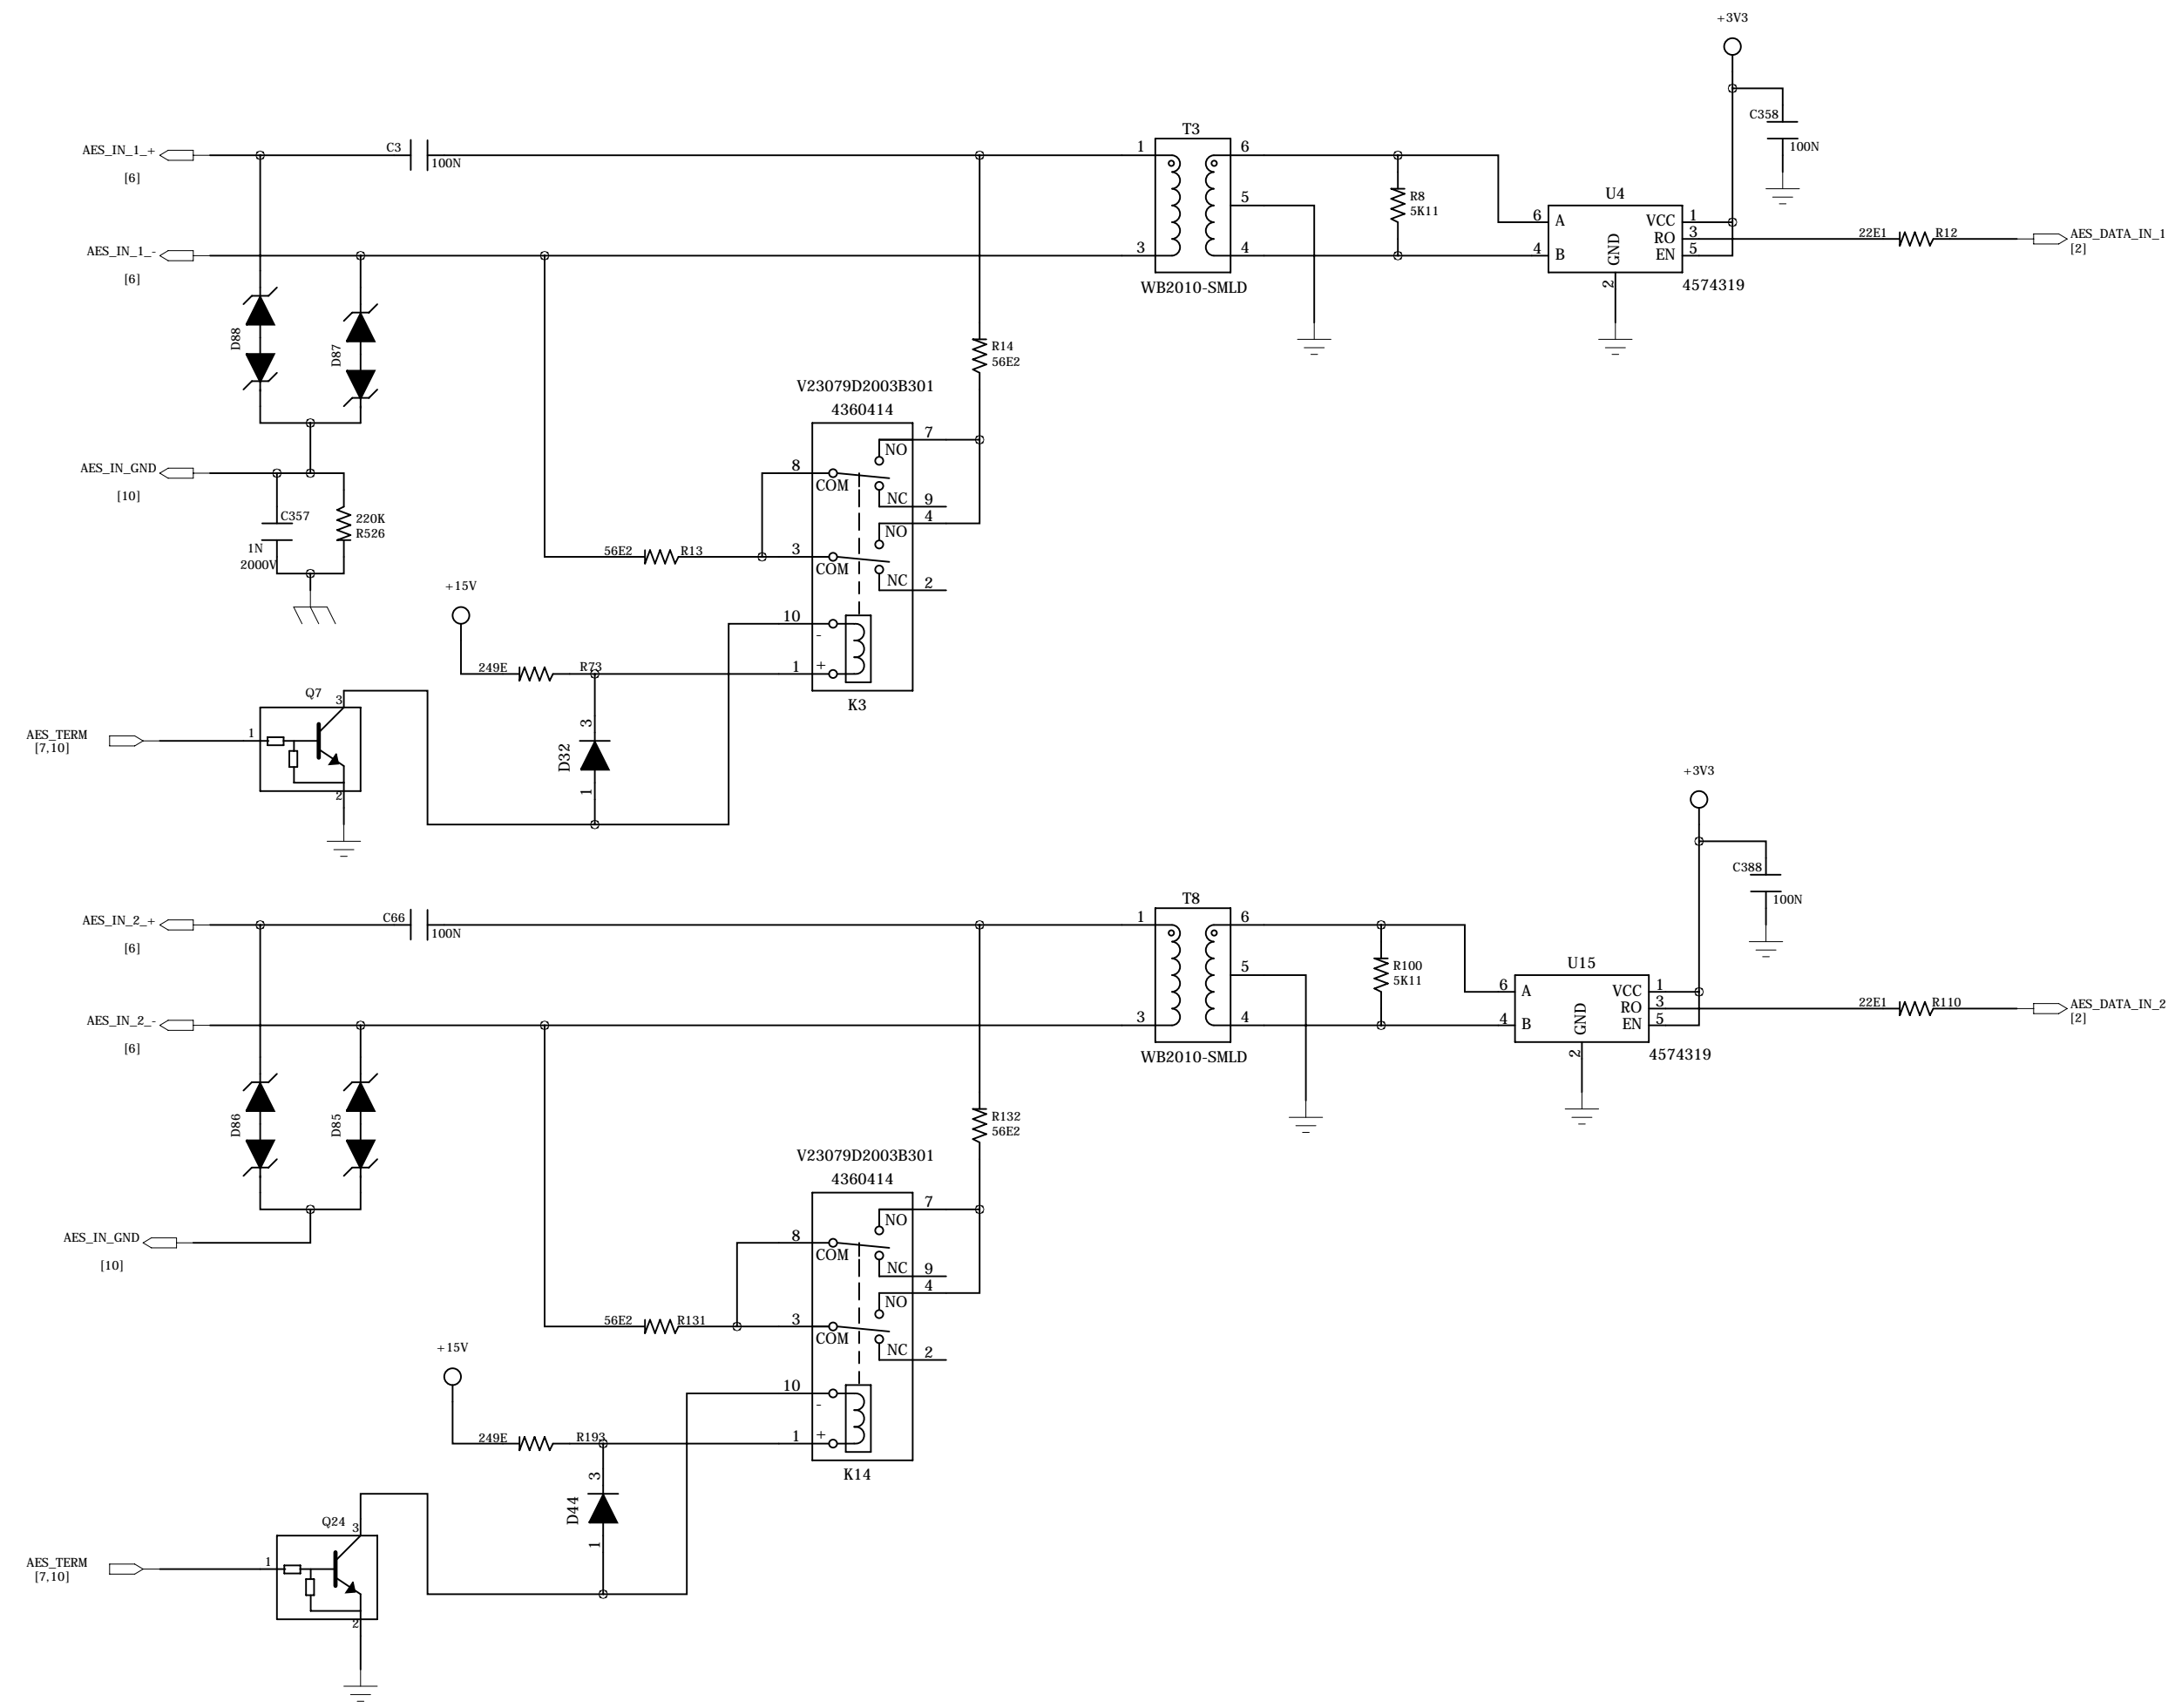 +3V3
C358
100N
AES_IN_1_+
[6]
C3
100N
T3
1
6
5
3
4
WB2010-SMLD
R8
5K11
U4
6
A
VCC
1
RO
3
4
B
EN
5
GND
2
4574319
22E1
R12
AES_DATA_IN_1
[2]
AES_IN_1_-
[6]
D88
D87
R14
56E2
V23079D2003B301
4360414
7
NO
8
COM
NC
9
4
NO
3
COM
NC
2
10
-
1
+
K3
AES_IN_GND
[10]
C357
1N
2000V
220K
R526
56E2
R13
+15V
249E
R73
3
D32
1
Q7
3
1
2
AES_TERM
[7,10]
+3V3
C388
100N
AES_IN_2_+
[6]
C66
100N
T8
1
6
5
3
4
WB2010-SMLD
R100
5K11
U15
6
A
VCC
1
RO
3
4
B
EN
5
GND
2
4574319
22E1
R110
AES_DATA_IN_2
[2]
AES_IN_2_-
[6]
D86
D85
R132
56E2
V23079D2003B301
4360414
7
NO
8
COM
NC
9
4
NO
3
COM
NC
2
10
-
1
+
K14
AES_IN_GND
[10]
56E2
R131
+15V
249E
R193
3
D44
1
Q24
3
1
2
AES_TERM
[7,10]